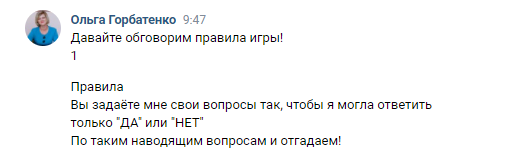 Ольга Горбатенко 9:47
Давайте обговорим правила игры!
1
Правила
Вы задаёте мне свои вопросы так, чтобы я могла ответить
только "ДА" или "НЕТ"
По таким наводящим вопросам и отгадаем!